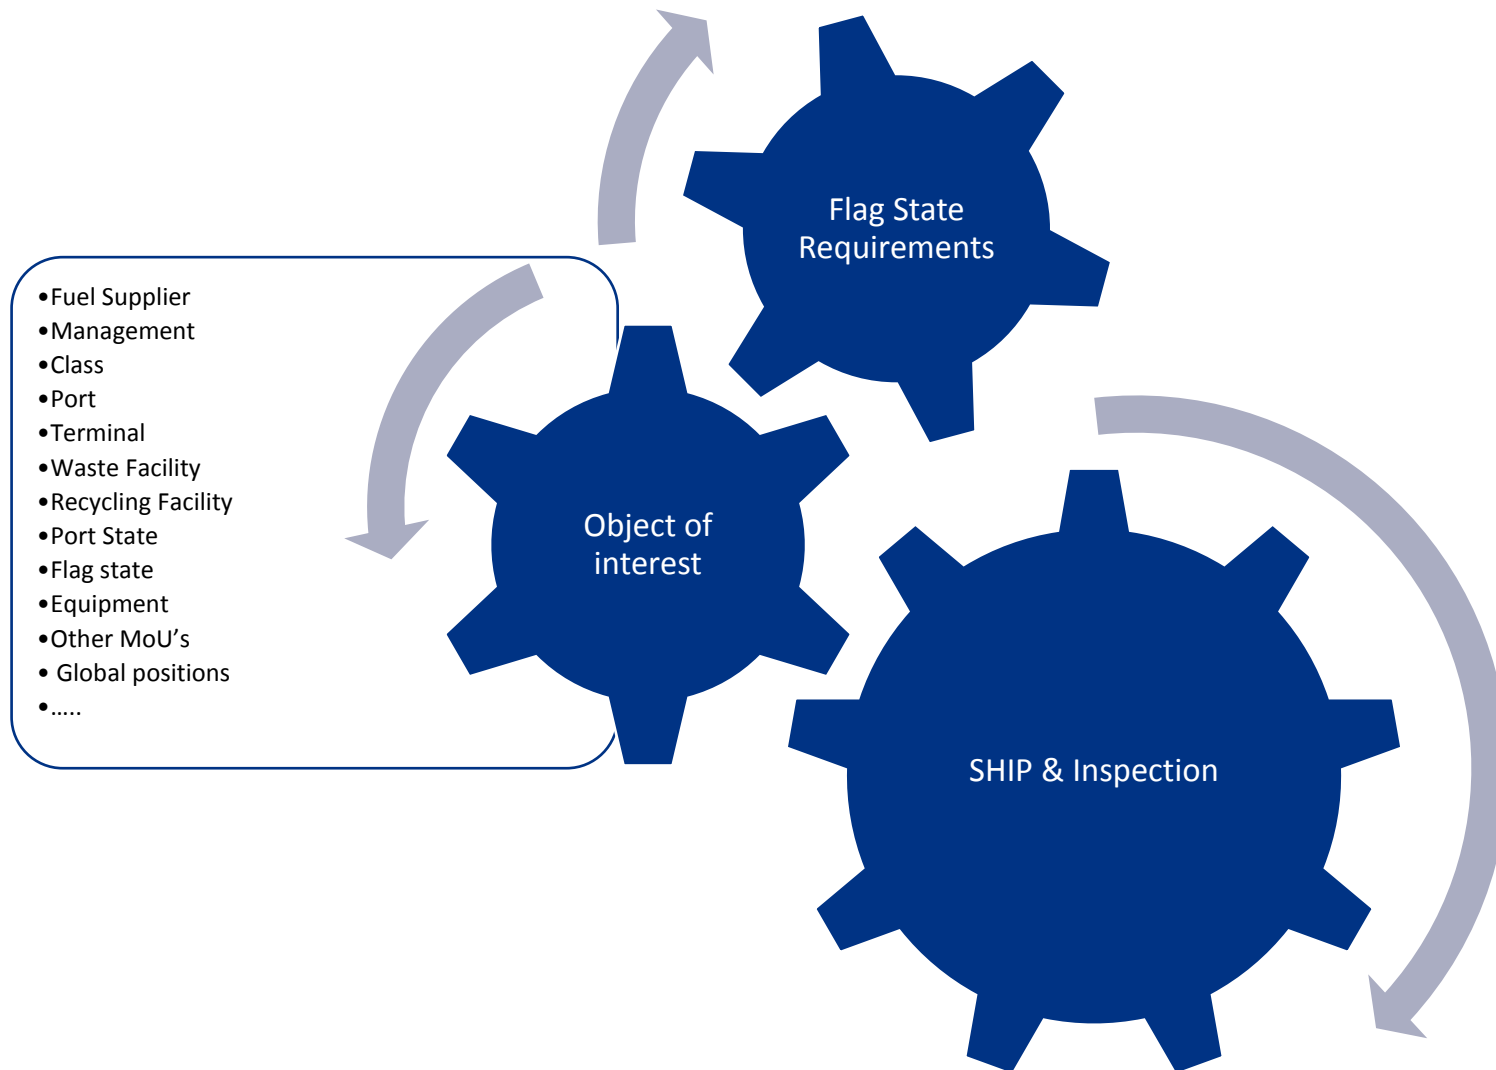 Flag State
Requirements
•Fuel Supplier
•Management
•Class
•Port
•Terminal
•Waste Facility
•Recycling Facility
•Port State
•Flag state
•Equipment
•Other MoU’s
• Global positions
•…..
Object of
interest
SHIP & Inspection